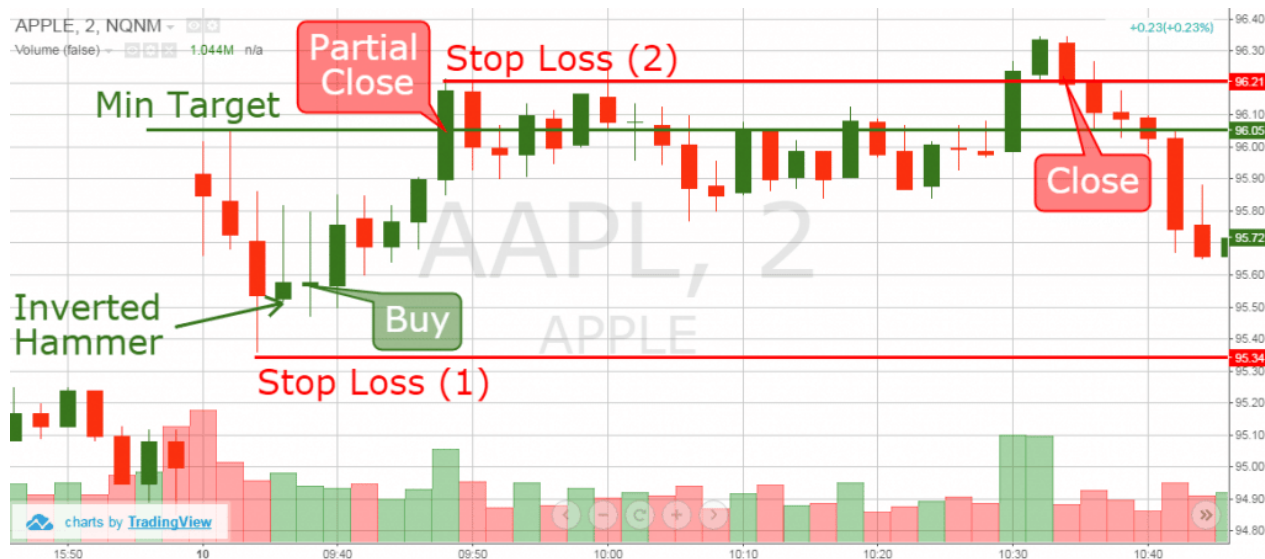 APPLE, 2, NQNM
Volume (false) 1.044M n/a
+0.23(+0.23%)
Partial
Close
Stop Loss (2)
Min Target
Close
Inverted
Hammer
Buy
Stop Loss (1)
AAPL, 2
APPLE
charts by TradingView
96.40
96.30
96.21
96.10
96.05
96.00
95.90
95.80
95.72
95.60
95.50
95.40
95.34
95.30
95.20
95.10
95.00
94.90
94.80
15:50
10
09:40
09:50
10:00
10:10
10:20
10:30
10:40